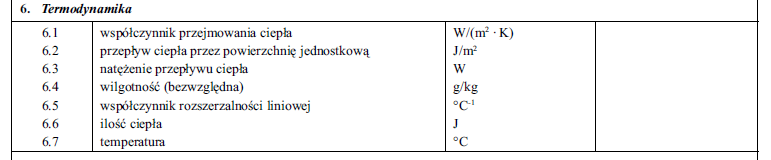 6. Termodynamika
6.1 współczynnik przejmowania ciepła W/(m² · K)
6.2 przepływ ciepła przez powierzchnię jednostkową J/m²
6.3 natężenie przepływu ciepła W
6.4 wilgotność (bezwzględna) g/kg
6.5 współczynnik rozszerzalności liniowej °C⁻¹
6.6 ilość ciepła J
6.7 temperatura °C